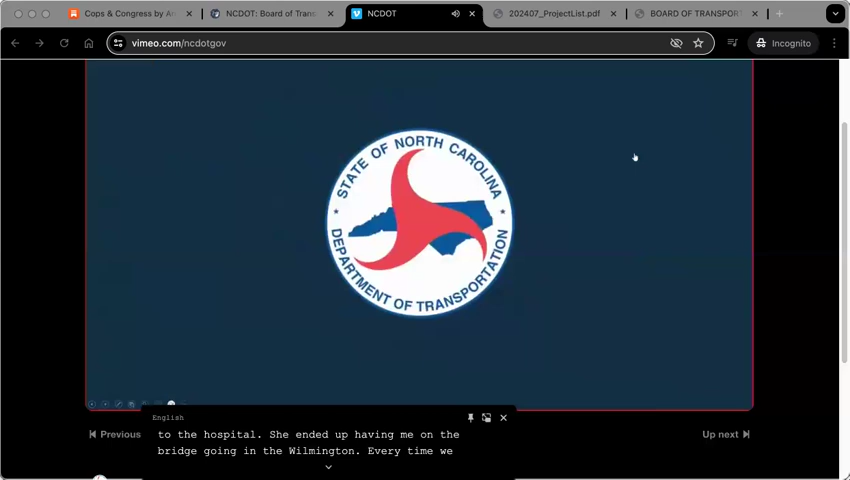 Cops & Congress by An
NCDOT: Board of Trans
NCDOT
202407_ProjectList.pdf
BOARD OF TRANSPORT
vimeo.com/ncdotgov
Incognito
STATE OF NORTH CAROLINA
DEPARTMENT OF TRANSPORTATION
English
to the hospital. She ended up having me on the
bridge going in the Wilmington. Every time we
Previous
Up next